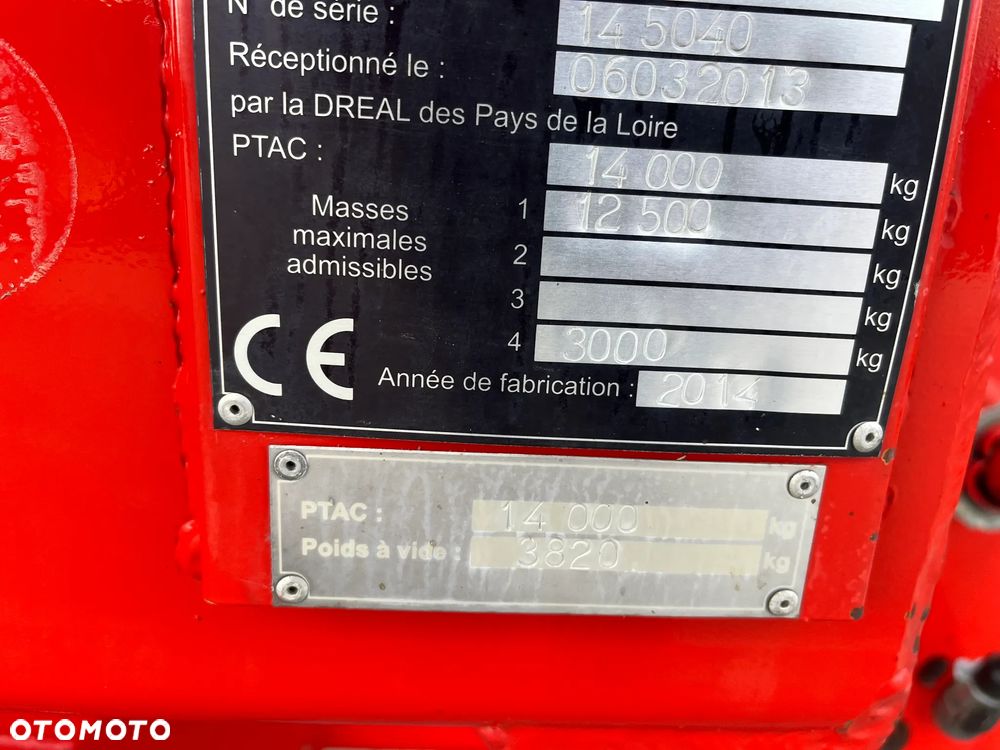 N° de série : 14 5040
Réceptionné le : 06032013
par la DREAL des Pays de la Loire
PTAC : 14 000 kg
Masses maximales admissibles
1 12 500 kg
2 kg
3 kg
4 3000 kg
CE
Année de fabrication : 2014
PTAC : 14 000 kg
Poids à vide : 3820 kg
OTOMOTO